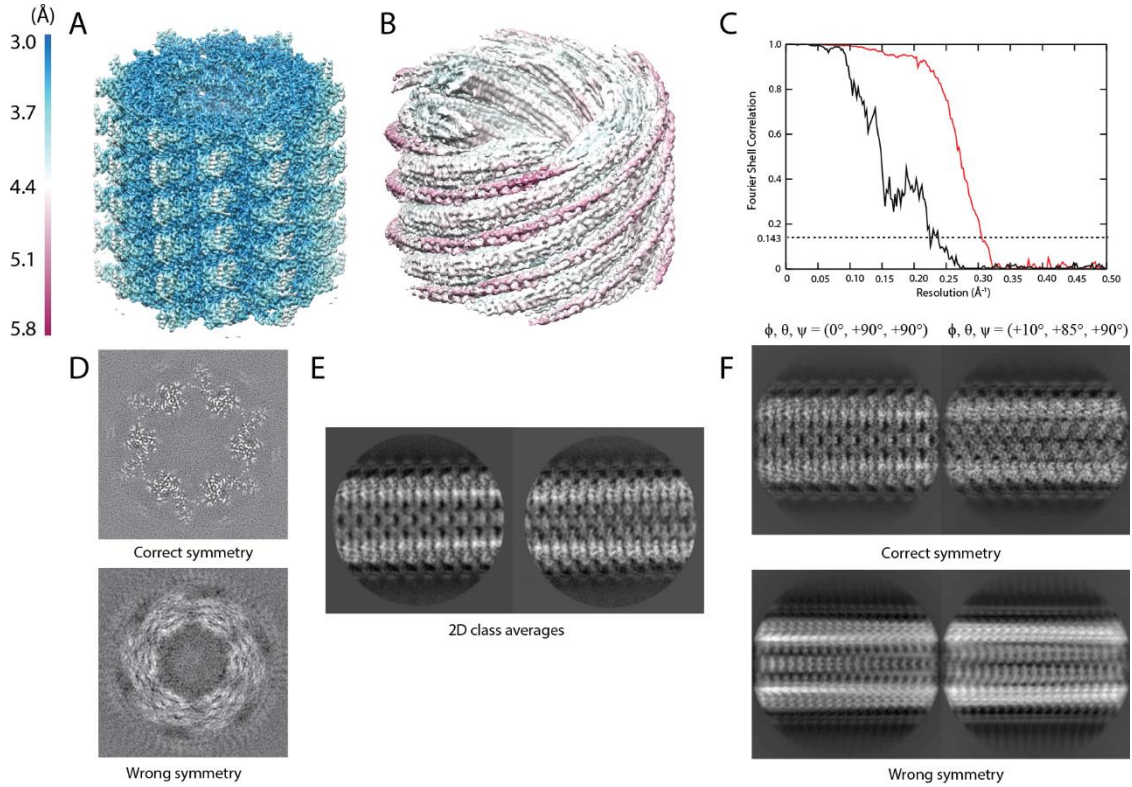 (Å)
3.0
3.7
4.4
5.1
5.8
A
B
C
1.0
0.8
0.6
0.4
0.2
0.143
0
Fourier Shell Correlation
0 0.05 0.10 0.15 0.20 0.25 0.30 0.35 0.40 0.45 0.50
Resolution (Å⁻¹)
D
Correct symmetry
Wrong symmetry
E
2D class averages
F
ϕ, θ, ψ = (0°, +90°, +90°) ϕ, θ, ψ = (+10°, +85°, +90°)
Correct symmetry
Wrong symmetry